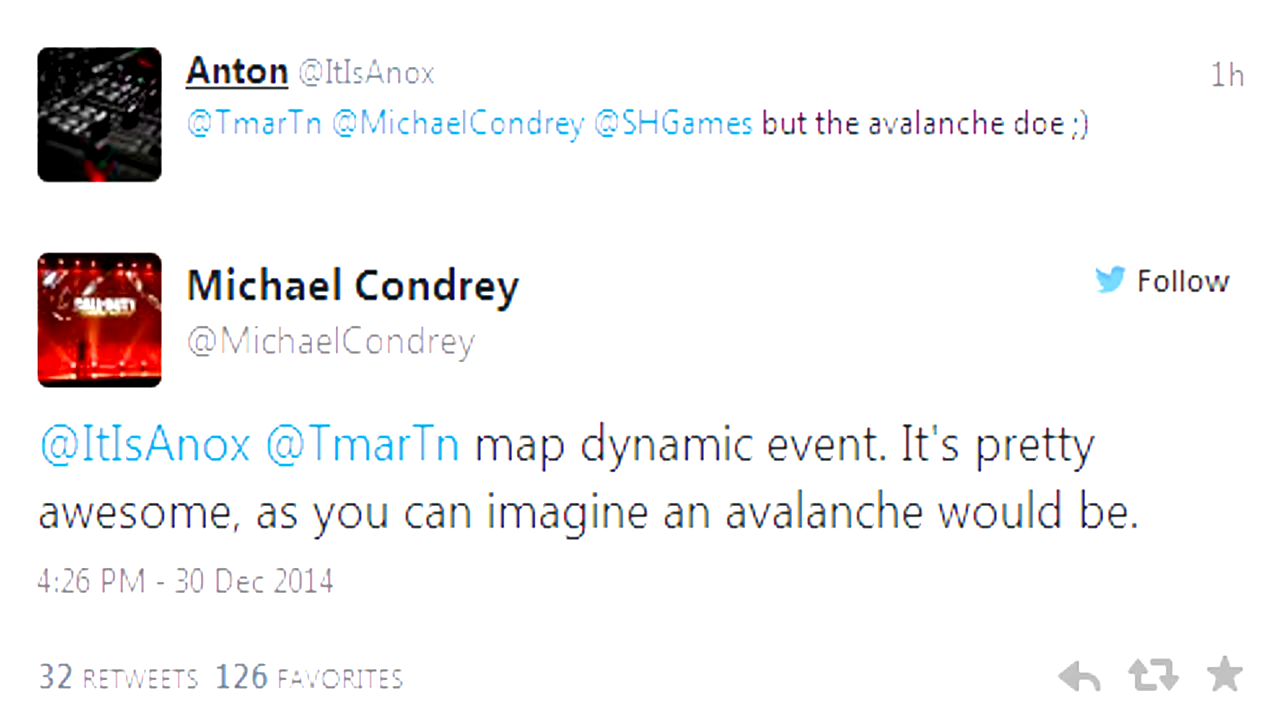 Anton @ItIsAnox
1h
@TmarTn @MichaelCondrey @SHGames but the avalanche doe ;)
Michael Condrey
Follow
@MichaelCondrey
@ItIsAnox @TmarTn map dynamic event. It's pretty
awesome, as you can imagine an avalanche would be.
4:26 PM - 30 Dec 2014
32 RETWEETS 126 FAVORITES